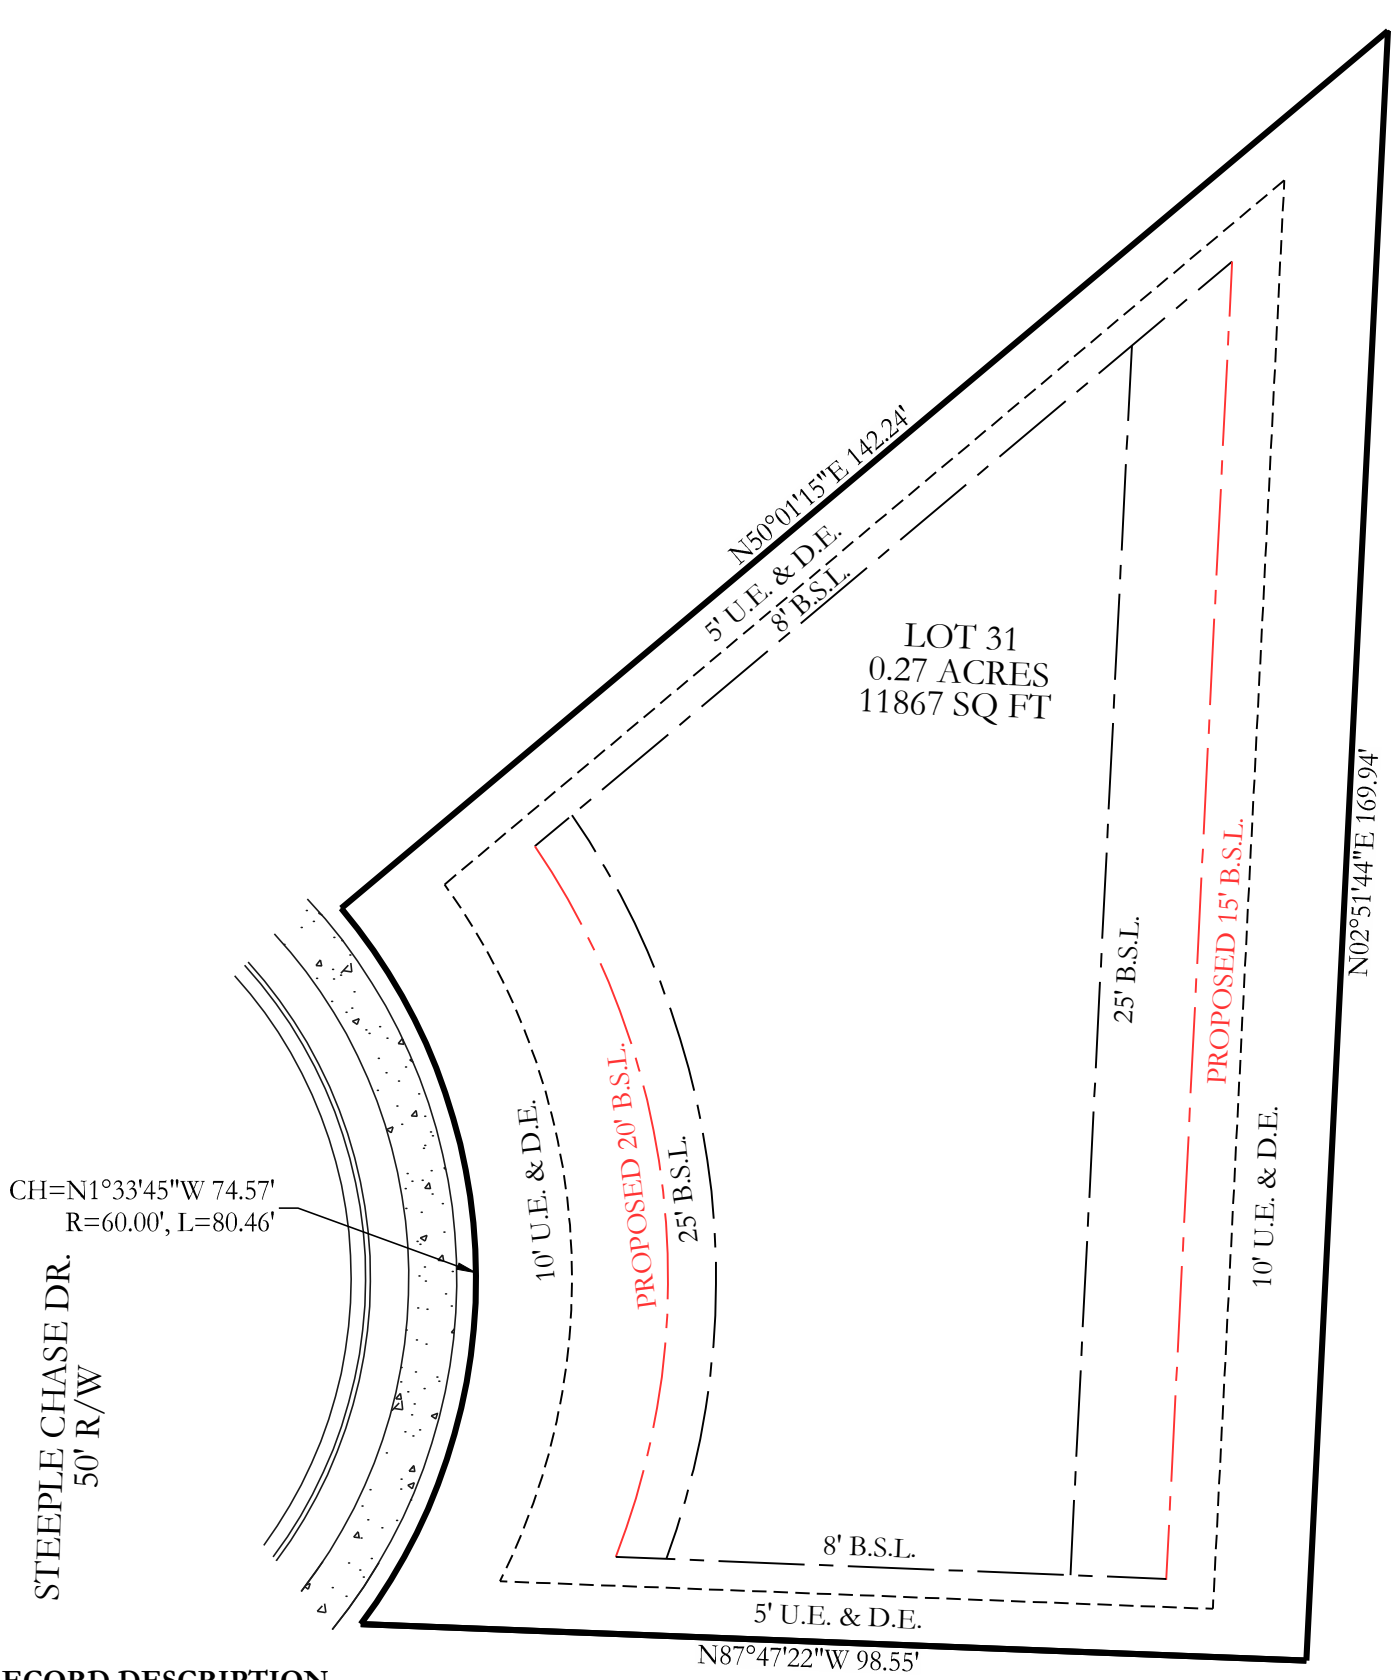 N50°01'15"E 142.24'
5' U.E. & D.E.
8' B.S.L.
LOT 31
0.27 ACRES
11867 SQ FT
N02°51'44"E 169.94'
PROPOSED 15' B.S.L.
25' B.S.L.
10' U.E. & D.E.
PROPOSED 20' B.S.L.
25' B.S.L.
10' U.E. & D.E.
CH=N1°33'45"W 74.57'
R=60.00', L=80.46'
STEEPLE CHASE DR.
50' R/W
8' B.S.L.
5' U.E. & D.E.
N87°47'22"W 98.55'
ECORD DESCRIPTION